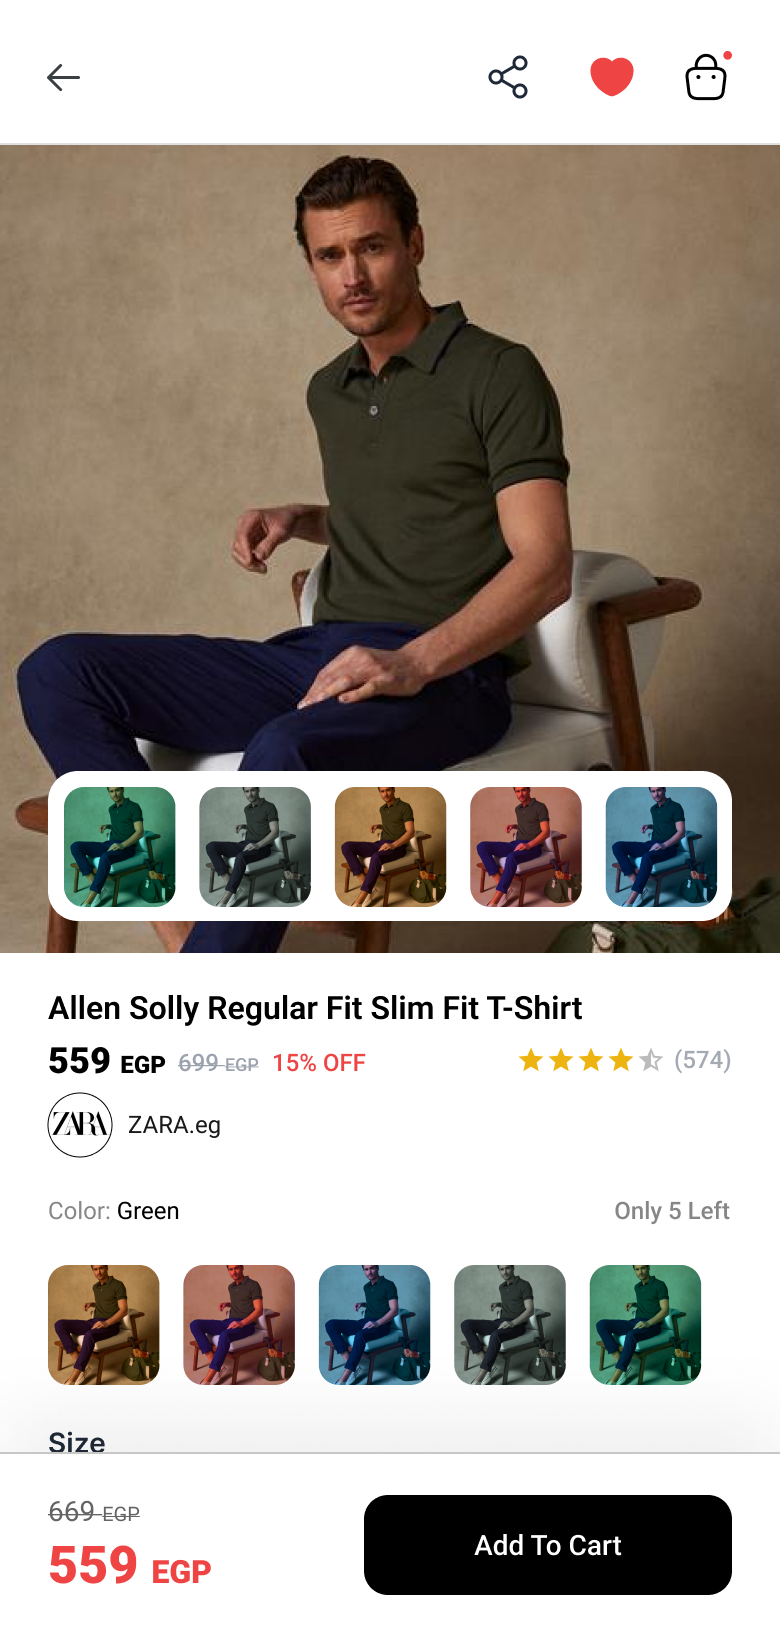 Allen Solly Regular Fit Slim Fit T-Shirt
559 EGP 699 EGP 15% OFF (574)
ZARA ZARA.eg
Color: Green Only 5 Left
Size
669 EGP
559 EGP
Add To Cart